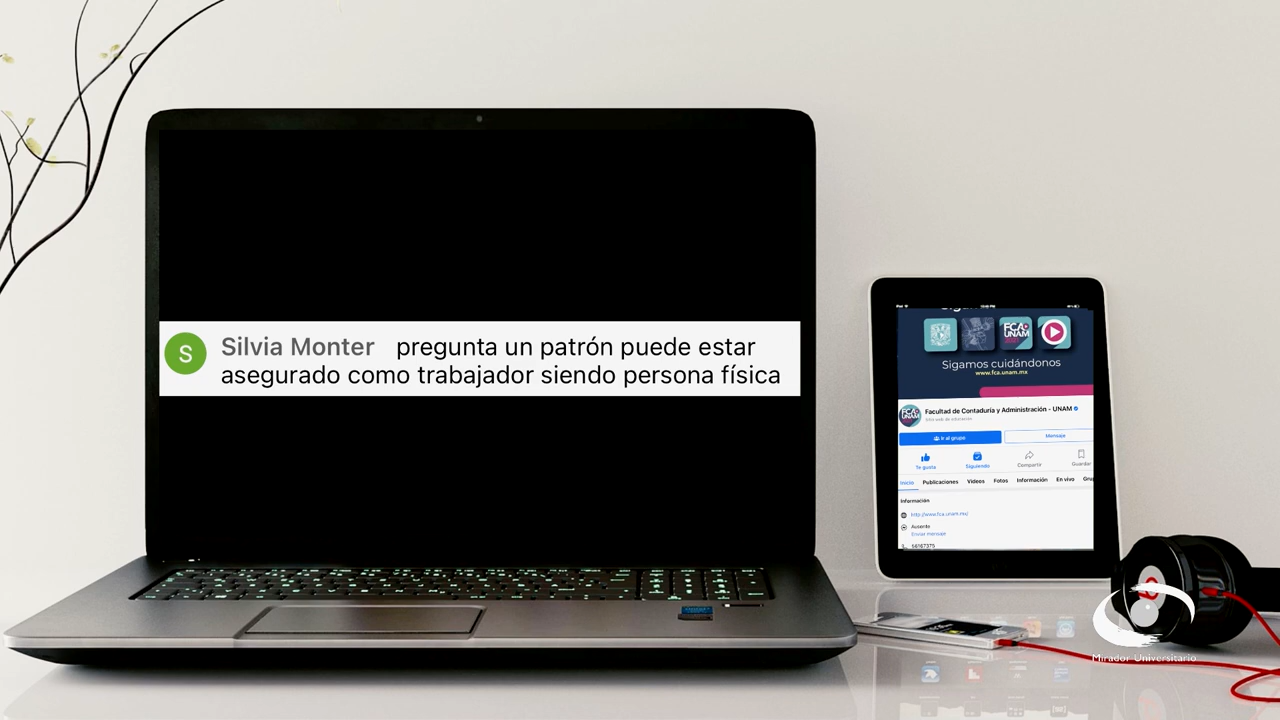 S
Silvia Monter pregunta un patrón puede estar
asegurado como trabajador siendo persona física
FCA
UNAM
Sigamos cuidándonos
www.fca.unam.mx
Facultad de Contaduría y Administración - UNAM
Ir al grupo
Mensaje
Te gusta
Siguiendo
Compartir
Guardar
Inicio Publicaciones Videos Fotos Información En vivo Gru
Información
http://www.fca.unam.mx/
Ausente
Enviar mensaje
56167375
Mirador Universitario